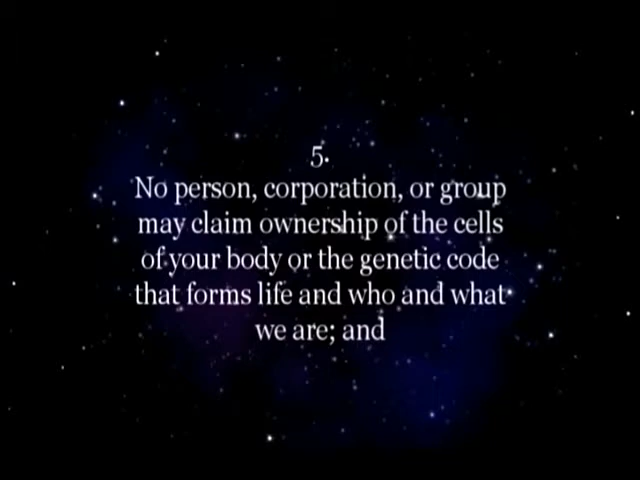 5.
No person, corporation, or group
may claim ownership of the cells
of your body or the genetic code
that forms life and who and what
we are; and